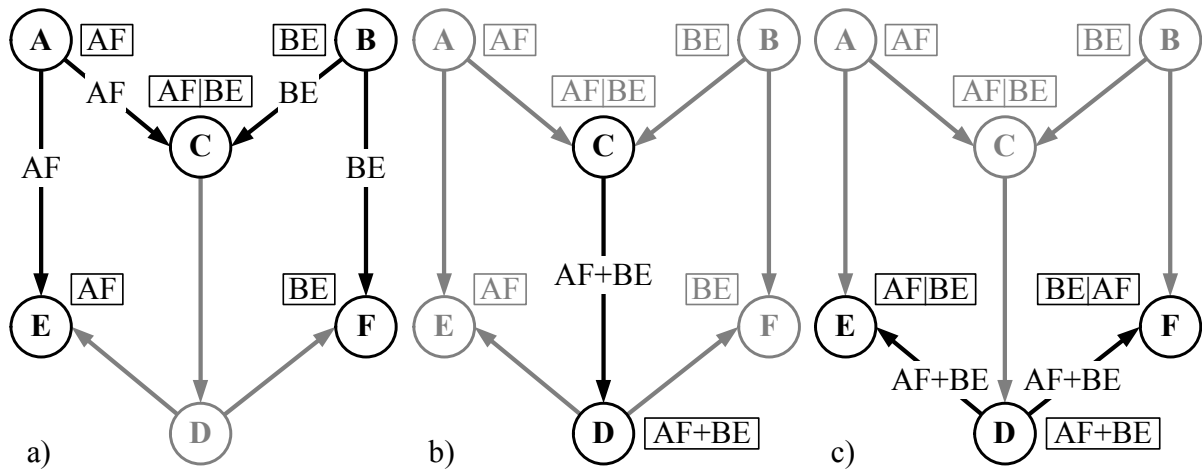 A AF BE B
AF AF|BE BE
C
AF BE
AF BE
E F
D
a)
A AF BE B
AF|BE
C
AF+BE
AF BE
E F
D AF+BE
b)
A AF BE B
AF|BE
C
AF|BE BE|AF
E F
AF+BE AF+BE
D AF+BE
c)